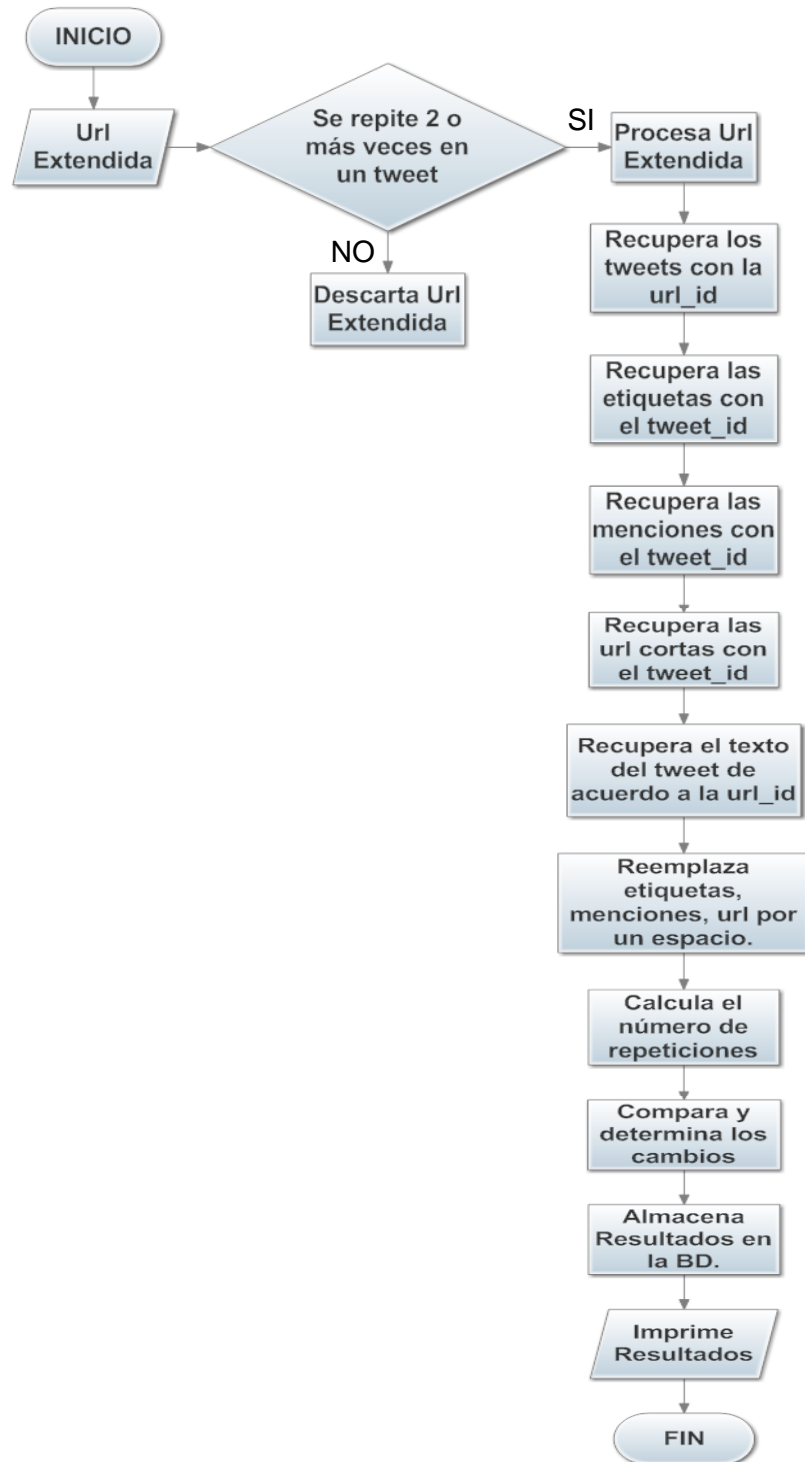 INICIO
Url
Extendida
Se repite 2 o
más veces en
un tweet
SI
Procesa Url
Extendida
NO
Descarta Url
Extendida
Recupera los
tweets con la
url_id
Recupera las
etiquetas con
el tweet_id
Recupera las
menciones con
el tweet_id
Recupera las
url cortas con
el tweet_id
Recupera el texto
del tweet de
acuerdo a la url_id
Reemplaza
etiquetas,
menciones, url por
un espacio.
Calcula el
número de
repeticiones
Compara y
determina los
cambios
Almacena
Resultados en
la BD.
Imprime
Resultados
FIN